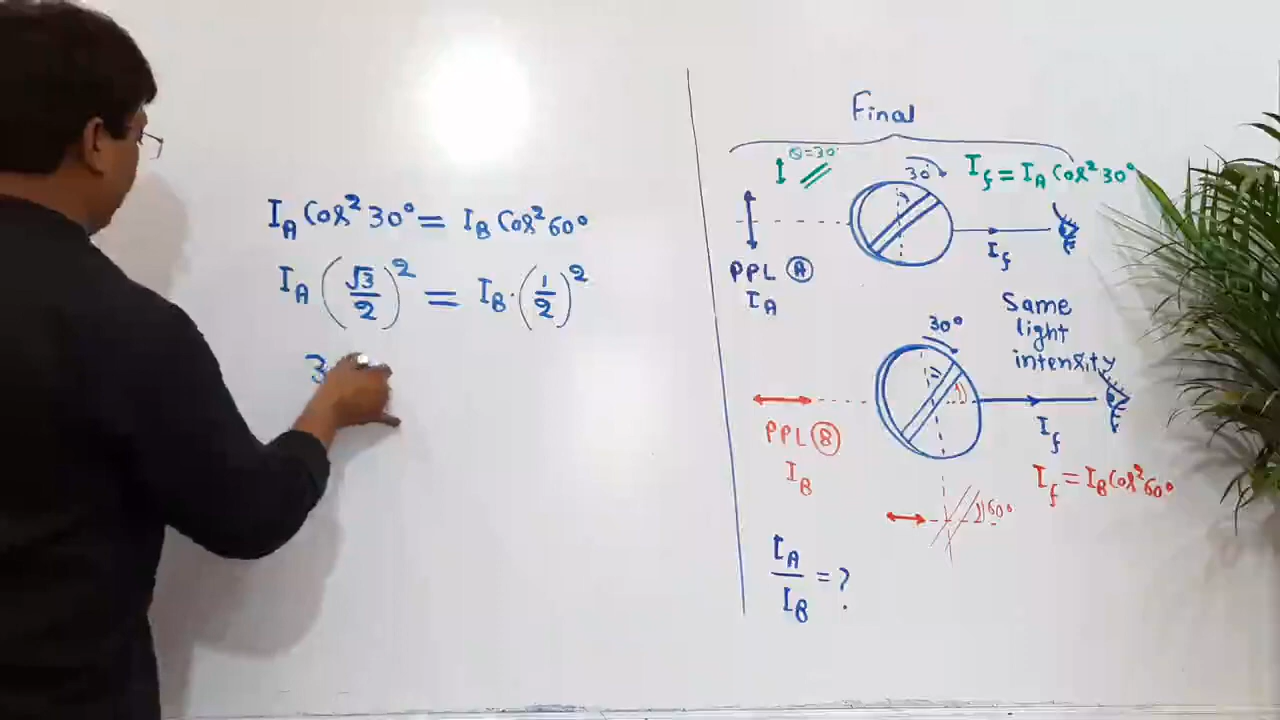 I_A Cos² 30° = I_B Cos² 60°
I_A (√3/2)² = I_B · (1/2)²
3
Final
θ=30°
30°
I_f = I_A Cos² 30°
I_f
PPL Ⓐ
I_A
Same
light
intensity
30°
PPL Ⓑ
I_B
I_f
I_f = I_B Cos² 60°
60°
I_A/I_B = ?